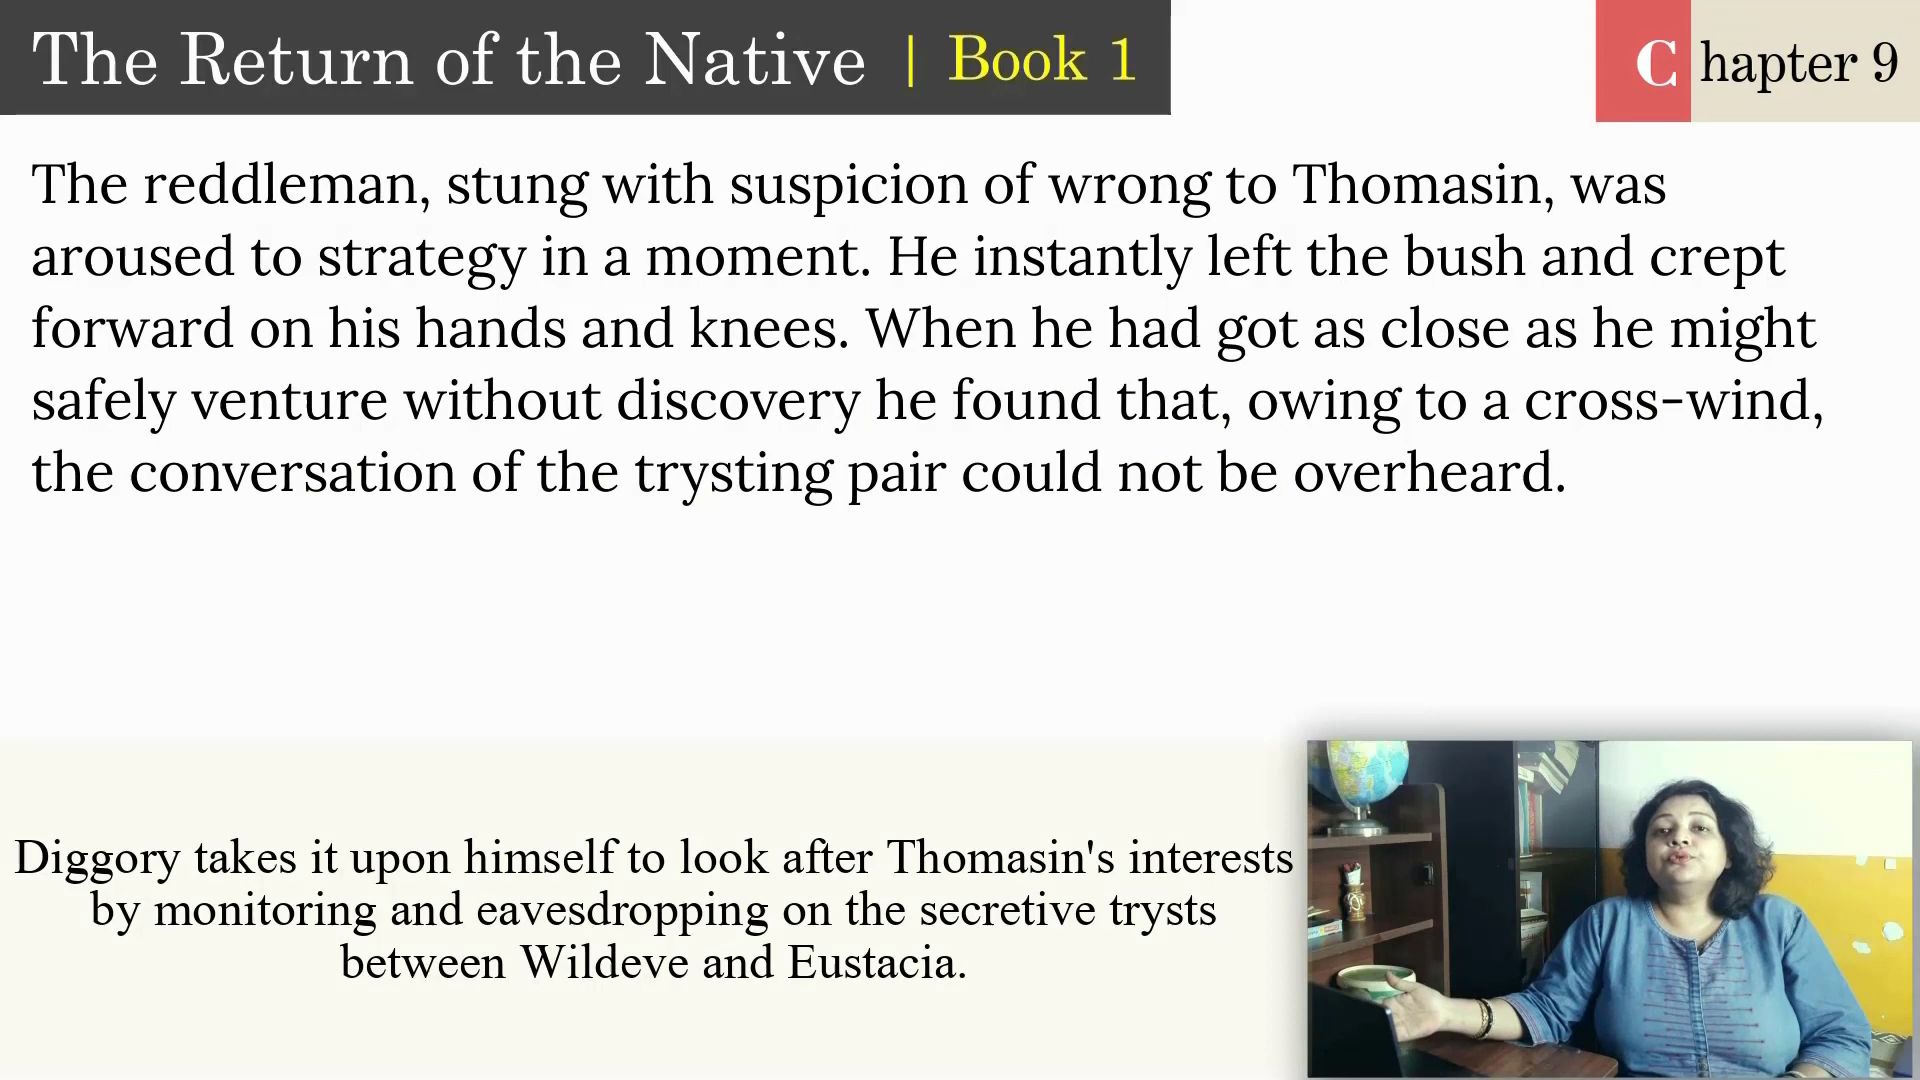 The Return of the Native | Book 1
Chapter 9
The reddleman, stung with suspicion of wrong to Thomasin, was
aroused to strategy in a moment. He instantly left the bush and crept
forward on his hands and knees. When he had got as close as he might
safely venture without discovery he found that, owing to a cross-wind,
the conversation of the trysting pair could not be overheard.
Diggory takes it upon himself to look after Thomasin's interests
by monitoring and eavesdropping on the secretive trysts
between Wildeve and Eustacia.